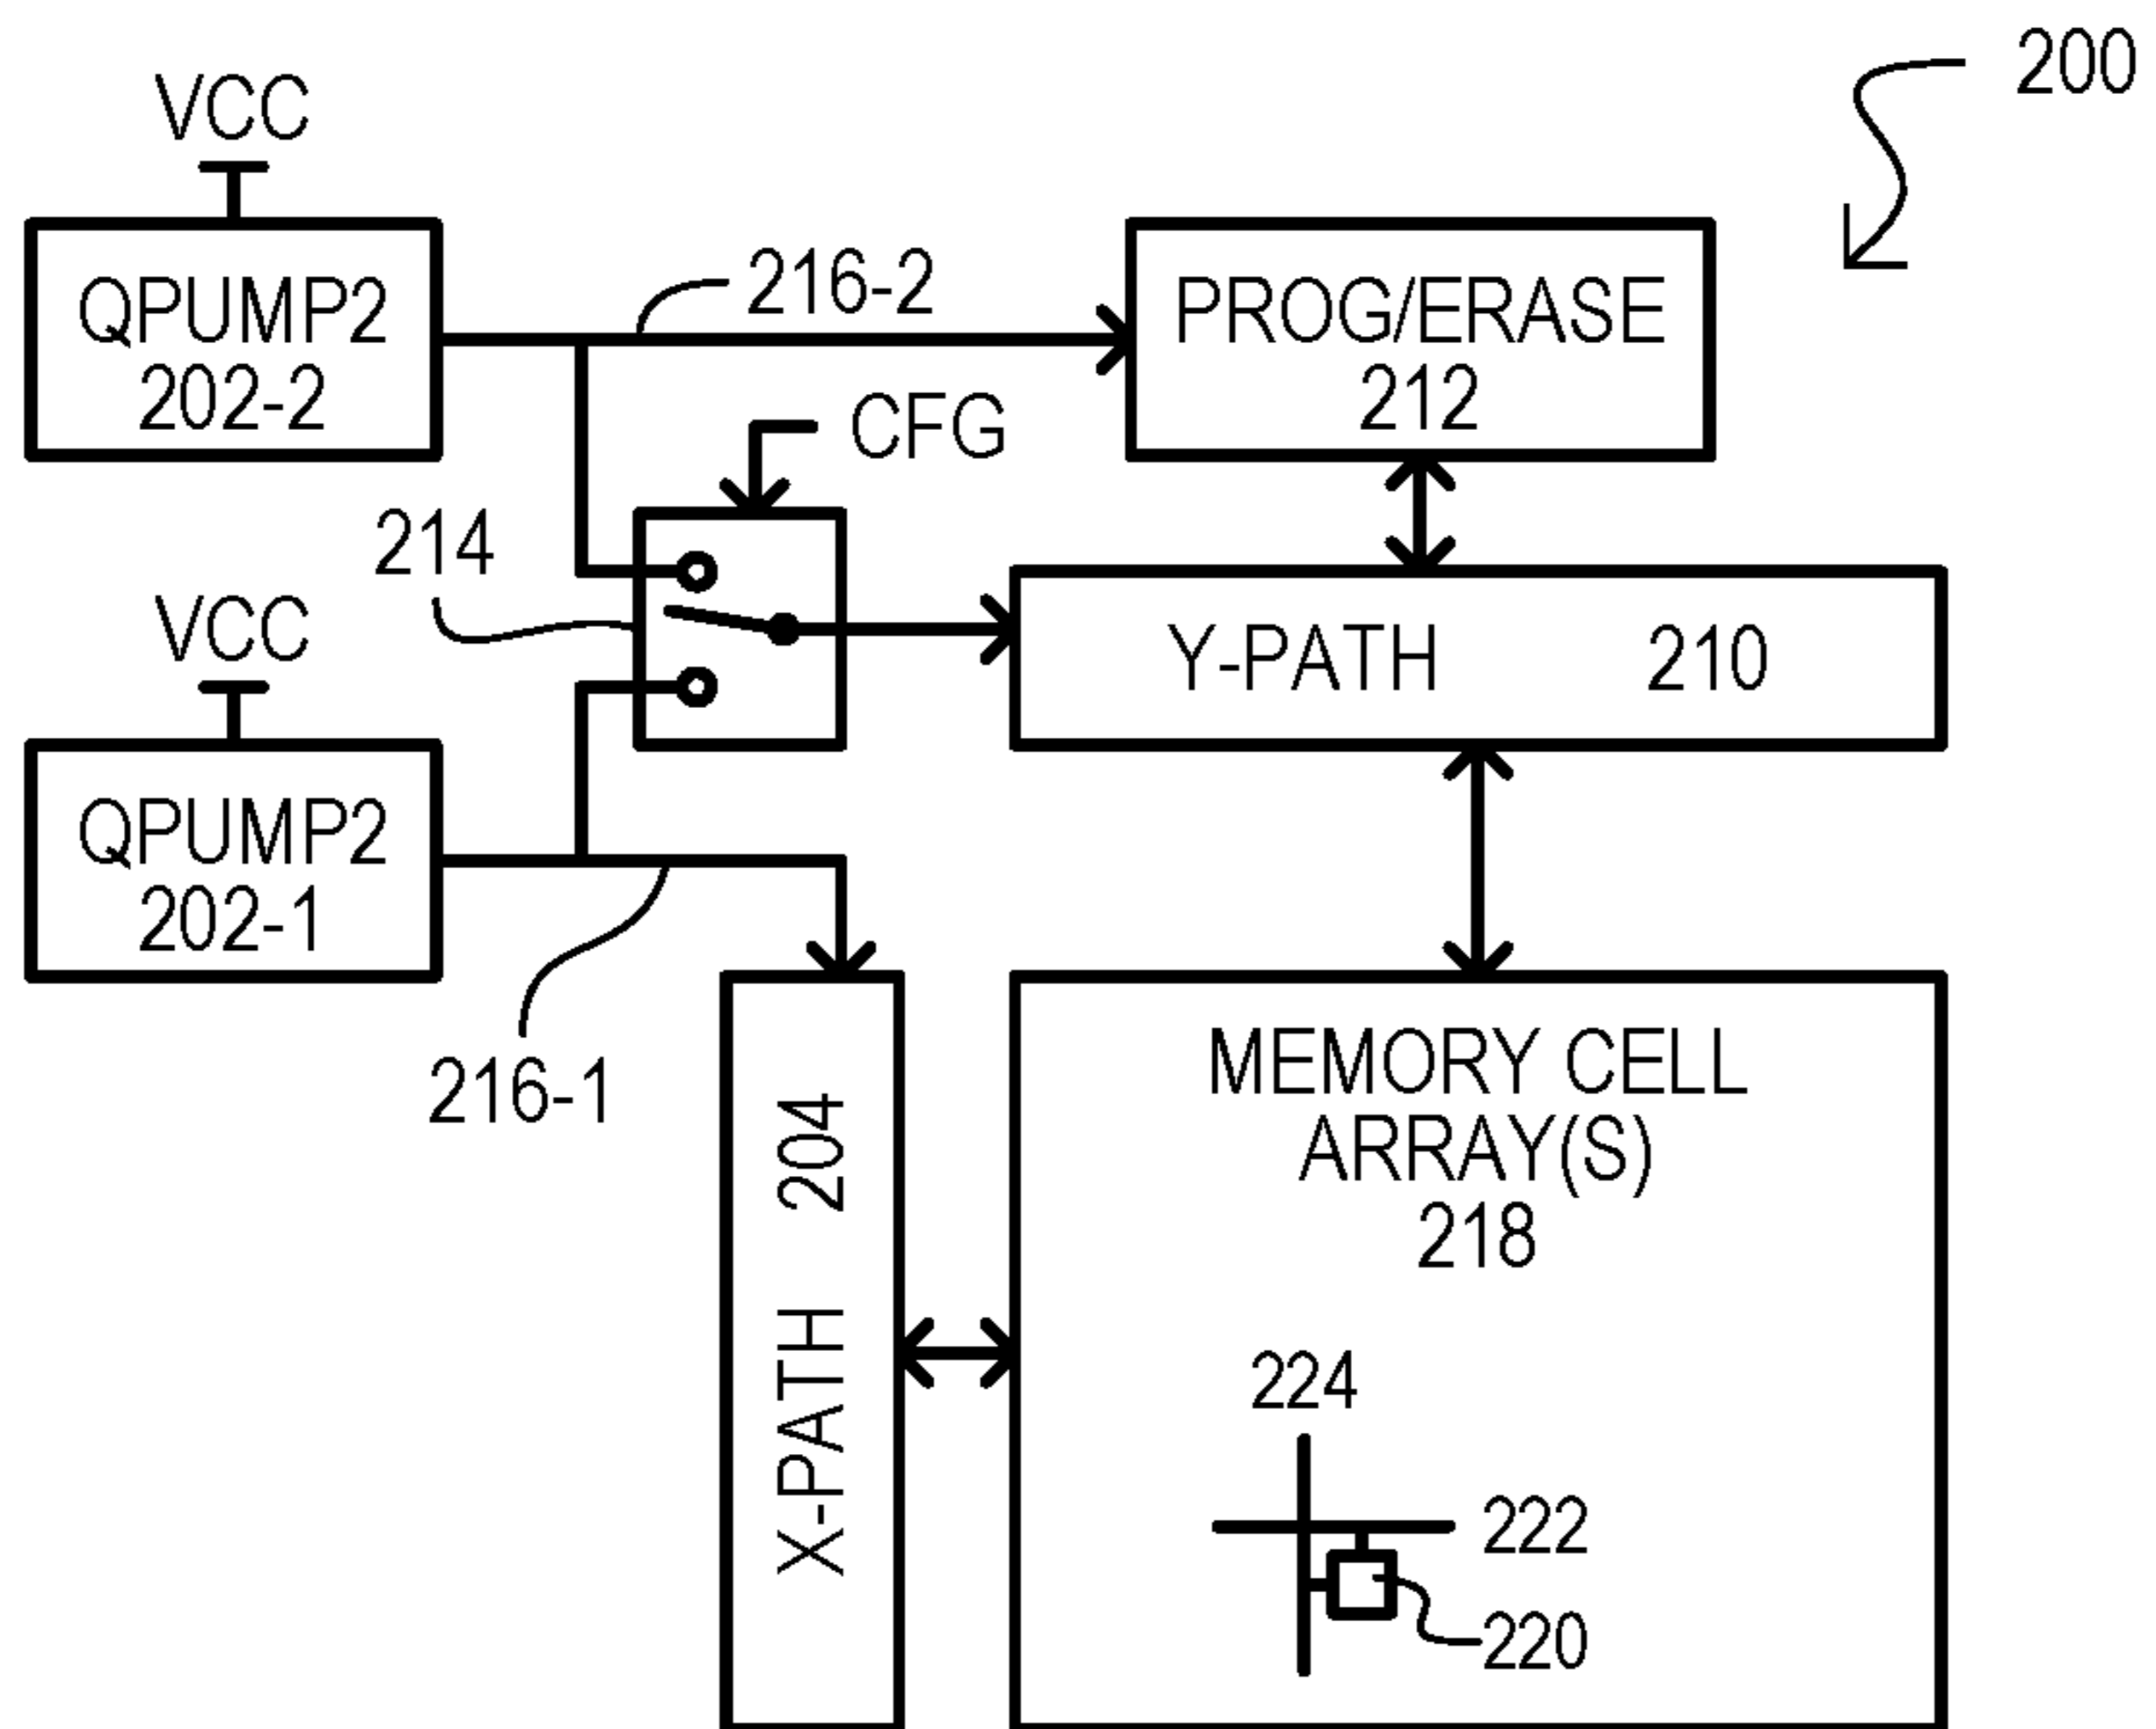 200
VCC
QPUMP2
202-2
216-2
PROG/ERASE
212
CFG
214
VCC
Y-PATH 210
QPUMP2
202-1
216-1
X-PATH 204
MEMORY CELL
ARRAY(S)
218
224
222
220